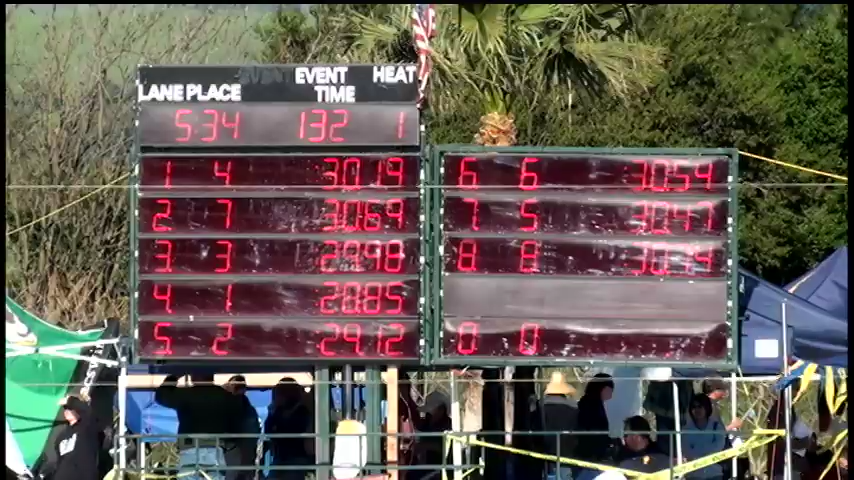 EVENT HEAT
LANE PLACE TIME
5:34 132 1
1 4 30.19
2 7 30.69
3 3 29.98
4 1 28.85
5 2 29.12
6 6 30.54
7 5 30.47
8 8 30.74
0 0